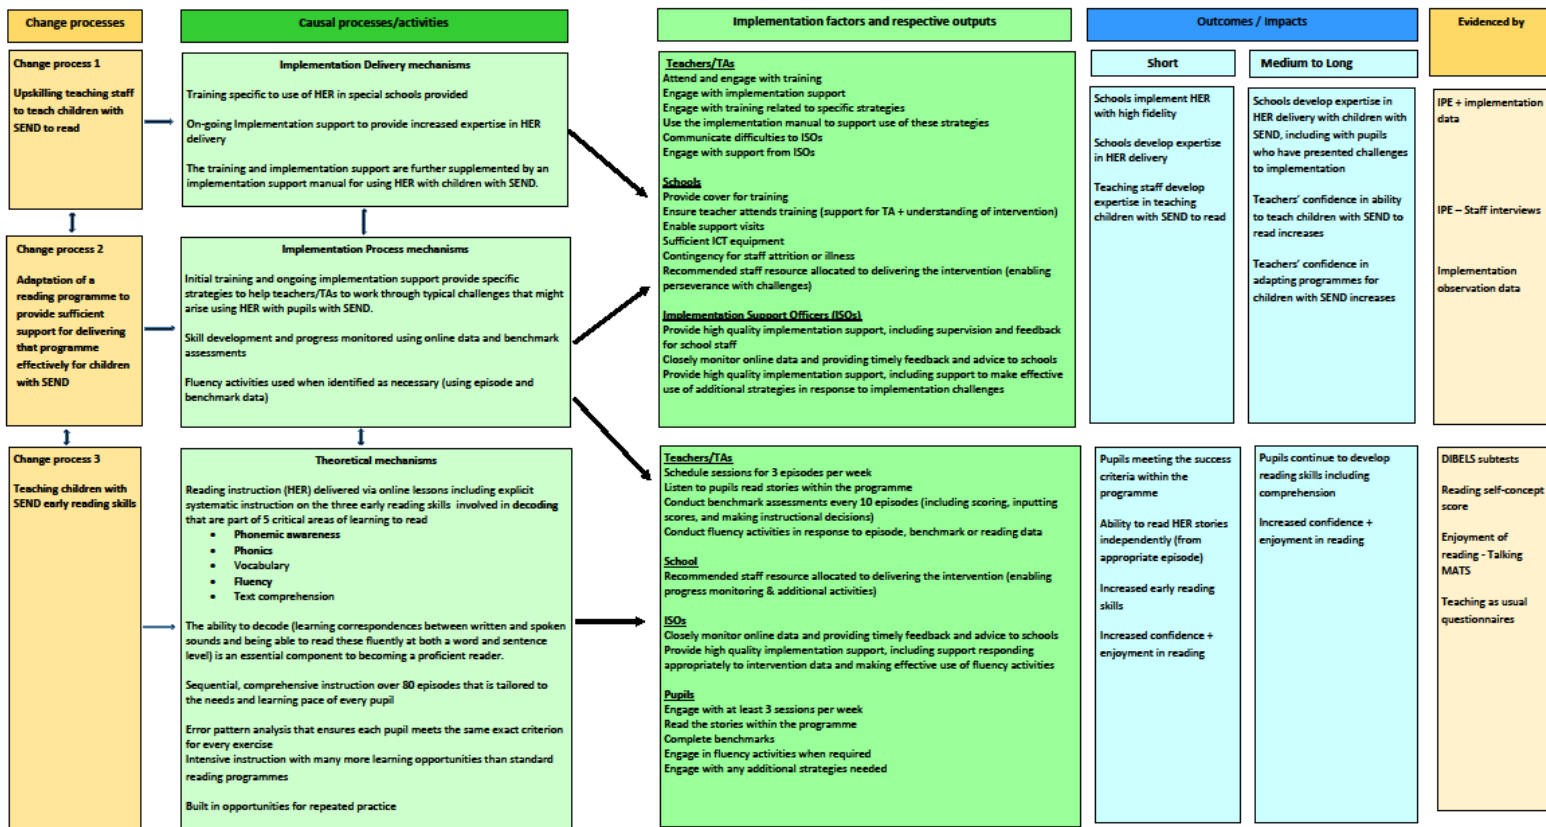 Change processes
Causal processes/activities
Implementation factors and respective outputs
Outcomes / Impacts
Evidenced by
Change process 1
Upskilling teaching staff
to teach children with
SEND to read
Change process 2
Adaptation of a
reading programme to
provide sufficient
support for delivering
that programme
effectively for children
with SEND
Change process 3
Teaching children with
SEND early reading skills
Implementation Delivery mechanisms
Training specific to use of HER in special schools provided
On-going Implementation support to provide increased expertise in HER
delivery
The training and implementation support are further supplemented by an
implementation support manual for using HER with children with SEND.
Implementation Process mechanisms
Initial training and ongoing implementation support provide specific
strategies to help teachers/TAs to work through typical challenges that might
arise using HER with pupils with SEND.
Skill development and progress monitored using online data and benchmark
assessments
Fluency activities used when identified as necessary (using episode and
benchmark data)
Theoretical mechanisms
Reading instruction (HER) delivered via online lessons including explicit
systematic instruction on the three early reading skills involved in decoding
that are part of 5 critical areas of learning to read
• Phonemic awareness
• Phonics
• Vocabulary
• Fluency
• Text comprehension
The ability to decode (learning correspondences between written and spoken
sounds and being able to read these fluently at both a word and sentence
level) is an essential component to becoming a proficient reader.
Sequential, comprehensive instruction over 80 episodes that is tailored to
the needs and learning pace of every pupil
Error pattern analysis that ensures each pupil meets the same exact criterion
for every exercise
Intensive instruction with many more learning opportunities than standard
reading programmes
Built in opportunities for repeated practice
Teachers/TAs
Attend and engage with training
Engage with implementation support
Engage with training related to specific strategies
Use the implementation manual to support use of these strategies
Communicate difficulties to ISOs
Engage with support from ISOs
Schools
Provide cover for training
Ensure teacher attends training (support for TA + understanding of intervention)
Enable support visits
Sufficient ICT equipment
Contingency for staff attrition or illness
Recommended staff resource allocated to delivering the intervention (enabling
perseverance with challenges)
Implementation Support Officers (ISOs)
Provide high quality implementation support, including supervision and feedback
for school staff
Closely monitor online data and providing timely feedback and advice to schools
Provide high quality implementation support, including support to make effective
use of additional strategies in response to implementation challenges
Teachers/TAs
Schedule sessions for 3 episodes per week
Listen to pupils read stories within the programme
Conduct benchmark assessments every 10 episodes (including scoring, inputting
scores, and making instructional decisions)
Conduct fluency activities in response to episode, benchmark or reading data
School
Recommended staff resource allocated to delivering the intervention (enabling
progress monitoring & additional activities)
ISOs
Closely monitor online data and providing timely feedback and advice to schools
Provide high quality implementation support, including support responding
appropriately to intervention data and making effective use of fluency activities
Pupils
Engage with at least 3 sessions per week
Read the stories within the programme
Complete benchmarks
Engage in fluency activities when required
Engage with any additional strategies needed
Short
Schools implement HER
with high fidelity
Schools develop expertise
in HER delivery
Teaching staff develop
expertise in teaching
children with SEND to read
Medium to Long
Schools develop expertise in
HER delivery with children with
SEND, including with pupils
who have presented challenges
to implementation
Teachers' confidence in ability
to teach children with SEND to
read increases
Teachers' confidence in
adapting programmes for
children with SEND increases
IPE + implementation
data
IPE – Staff interviews
Implementation
observation data
Pupils meeting the success
criteria within the
programme
Ability to read HER stories
independently (from
appropriate episode)
Increased early reading
skills
Increased confidence +
enjoyment in reading
Pupils continue to develop
reading skills including
comprehension
Increased confidence +
enjoyment in reading
DIBELS subtests
Reading self-concept
score
Enjoyment of
reading - Talking
MATS
Teaching as usual
questionnaires